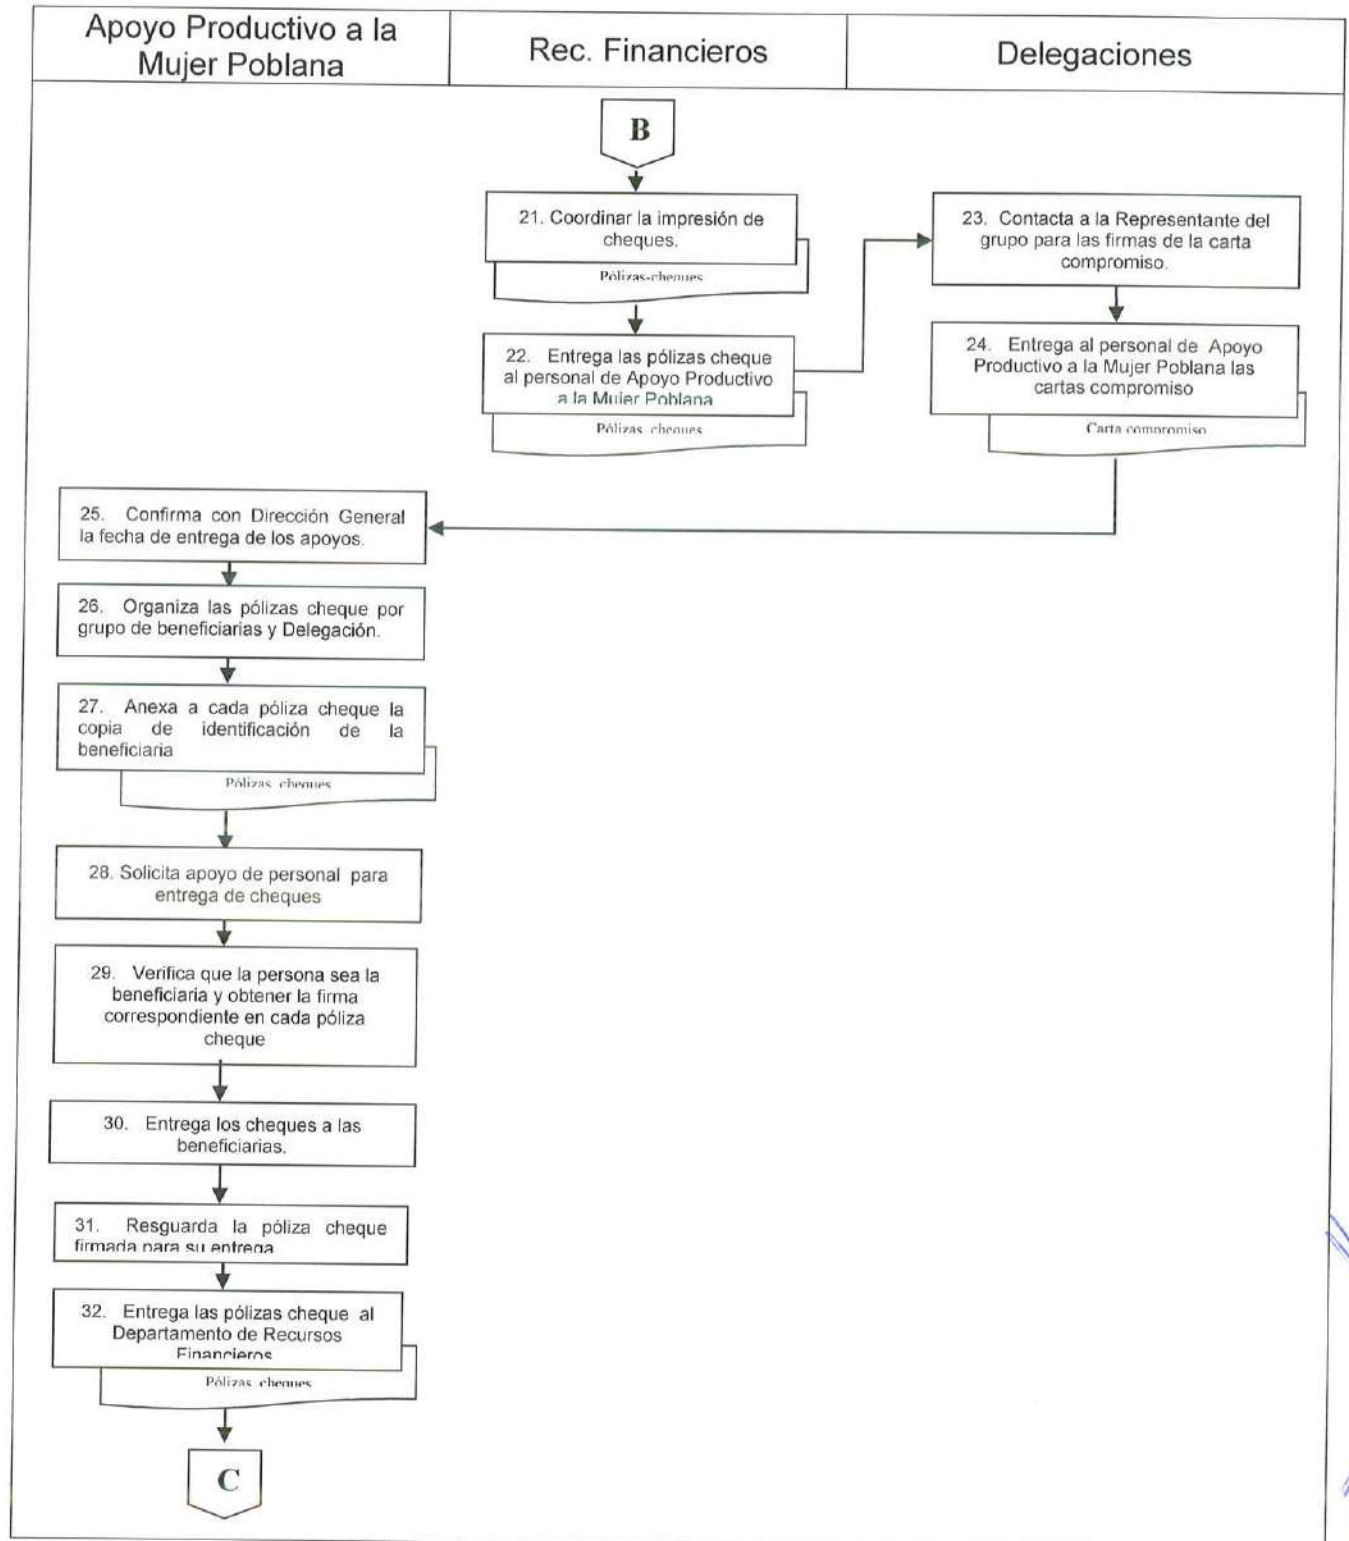 Apoyo Productivo a la
Mujer Poblana
Rec. Financieros
Delegaciones
B
21. Coordinar la impresión de
cheques.
Pólizas-cheques
22. Entrega las pólizas cheque
al personal de Apoyo Productivo
a la Mujer Poblana
Pólizas cheques
23. Contacta a la Representante del
grupo para las firmas de la carta
compromiso.
24. Entrega al personal de Apoyo
Productivo a la Mujer Poblana las
cartas compromiso
Carta compromiso
25. Confirma con Dirección General
la fecha de entrega de los apoyos.
26. Organiza las pólizas cheque por
grupo de beneficiarias y Delegación.
27. Anexa a cada póliza cheque la
copia de identificación de la
beneficiaria
Pólizas cheques
28. Solicita apoyo de personal para
entrega de cheques
29. Verifica que la persona sea la
beneficiaria y obtener la firma
correspondiente en cada póliza
cheque
30. Entrega los cheques a las
beneficiarias.
31. Resguarda la póliza cheque
firmada para su entrega
32. Entrega las pólizas cheque al
Departamento de Recursos
Financieros
Pólizas cheques
C